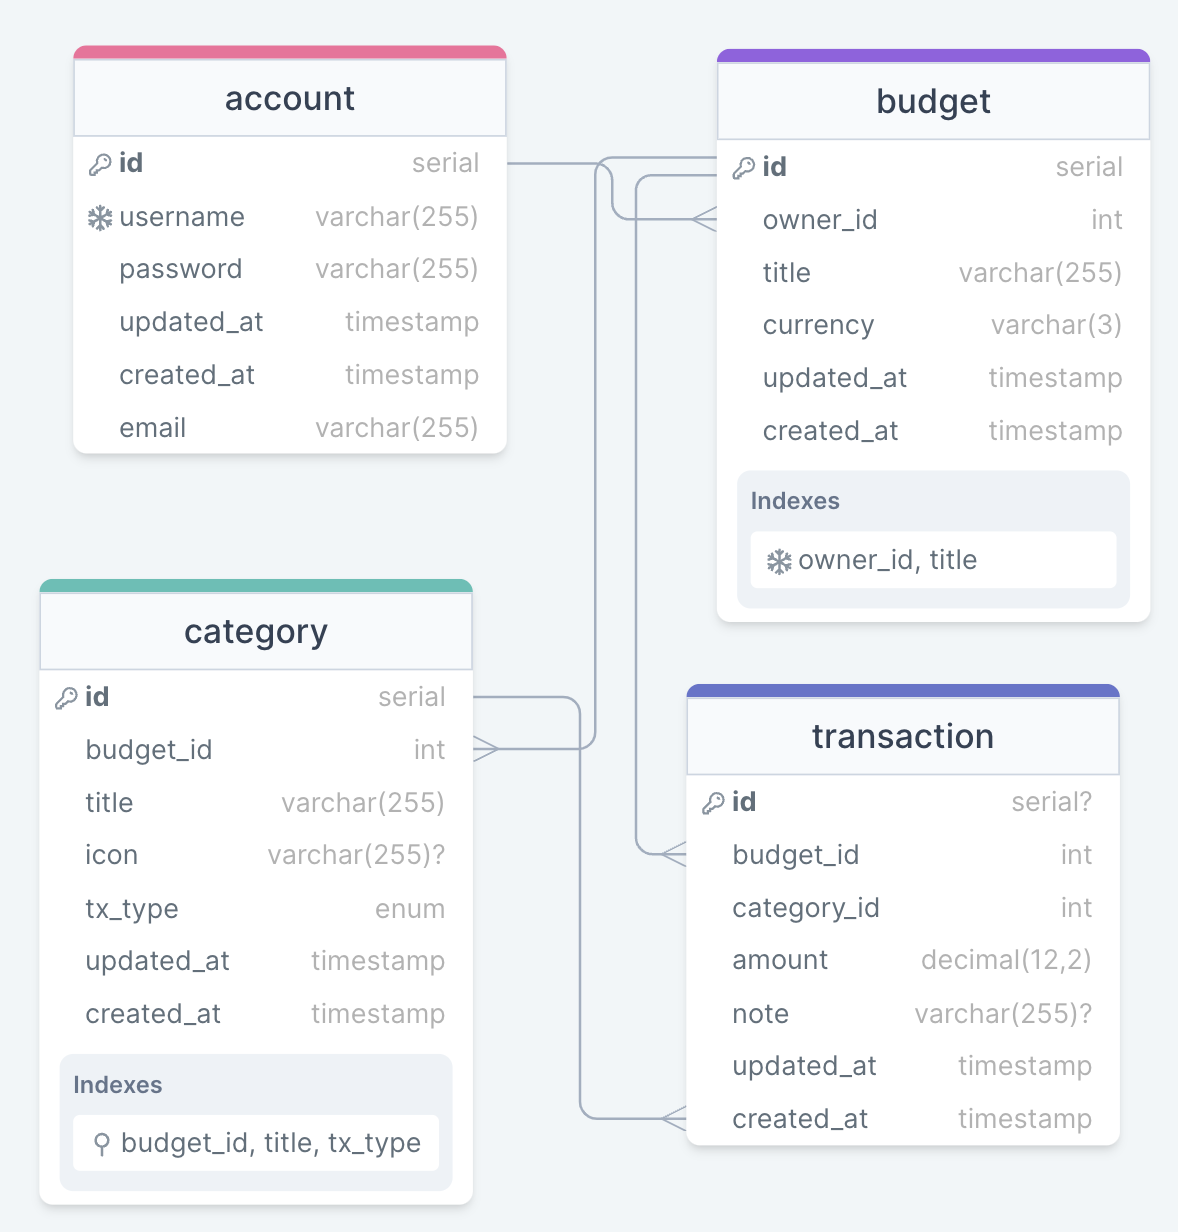 account
id serial
username varchar(255)
password varchar(255)
updated_at timestamp
created_at timestamp
email varchar(255)
budget
id serial
owner_id int
title varchar(255)
currency varchar(3)
updated_at timestamp
created_at timestamp
Indexes
owner_id, title
category
id serial
budget_id int
title varchar(255)
icon varchar(255)?
tx_type enum
updated_at timestamp
created_at timestamp
Indexes
budget_id, title, tx_type
transaction
id serial?
budget_id int
category_id int
amount decimal(12,2)
note varchar(255)?
updated_at timestamp
created_at timestamp